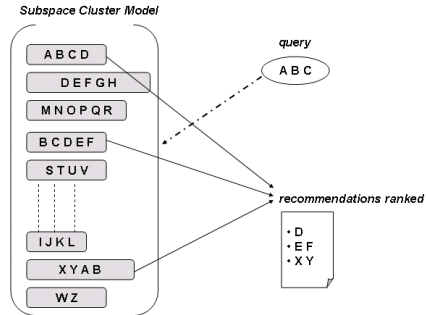 Subspace Cluster Model
A B C D
D E F G H
M N O P Q R
B C D E F
S T U V
I J K L
X Y A B
W Z
query
A B C
recommendations ranked
• D
• E F
• X Y